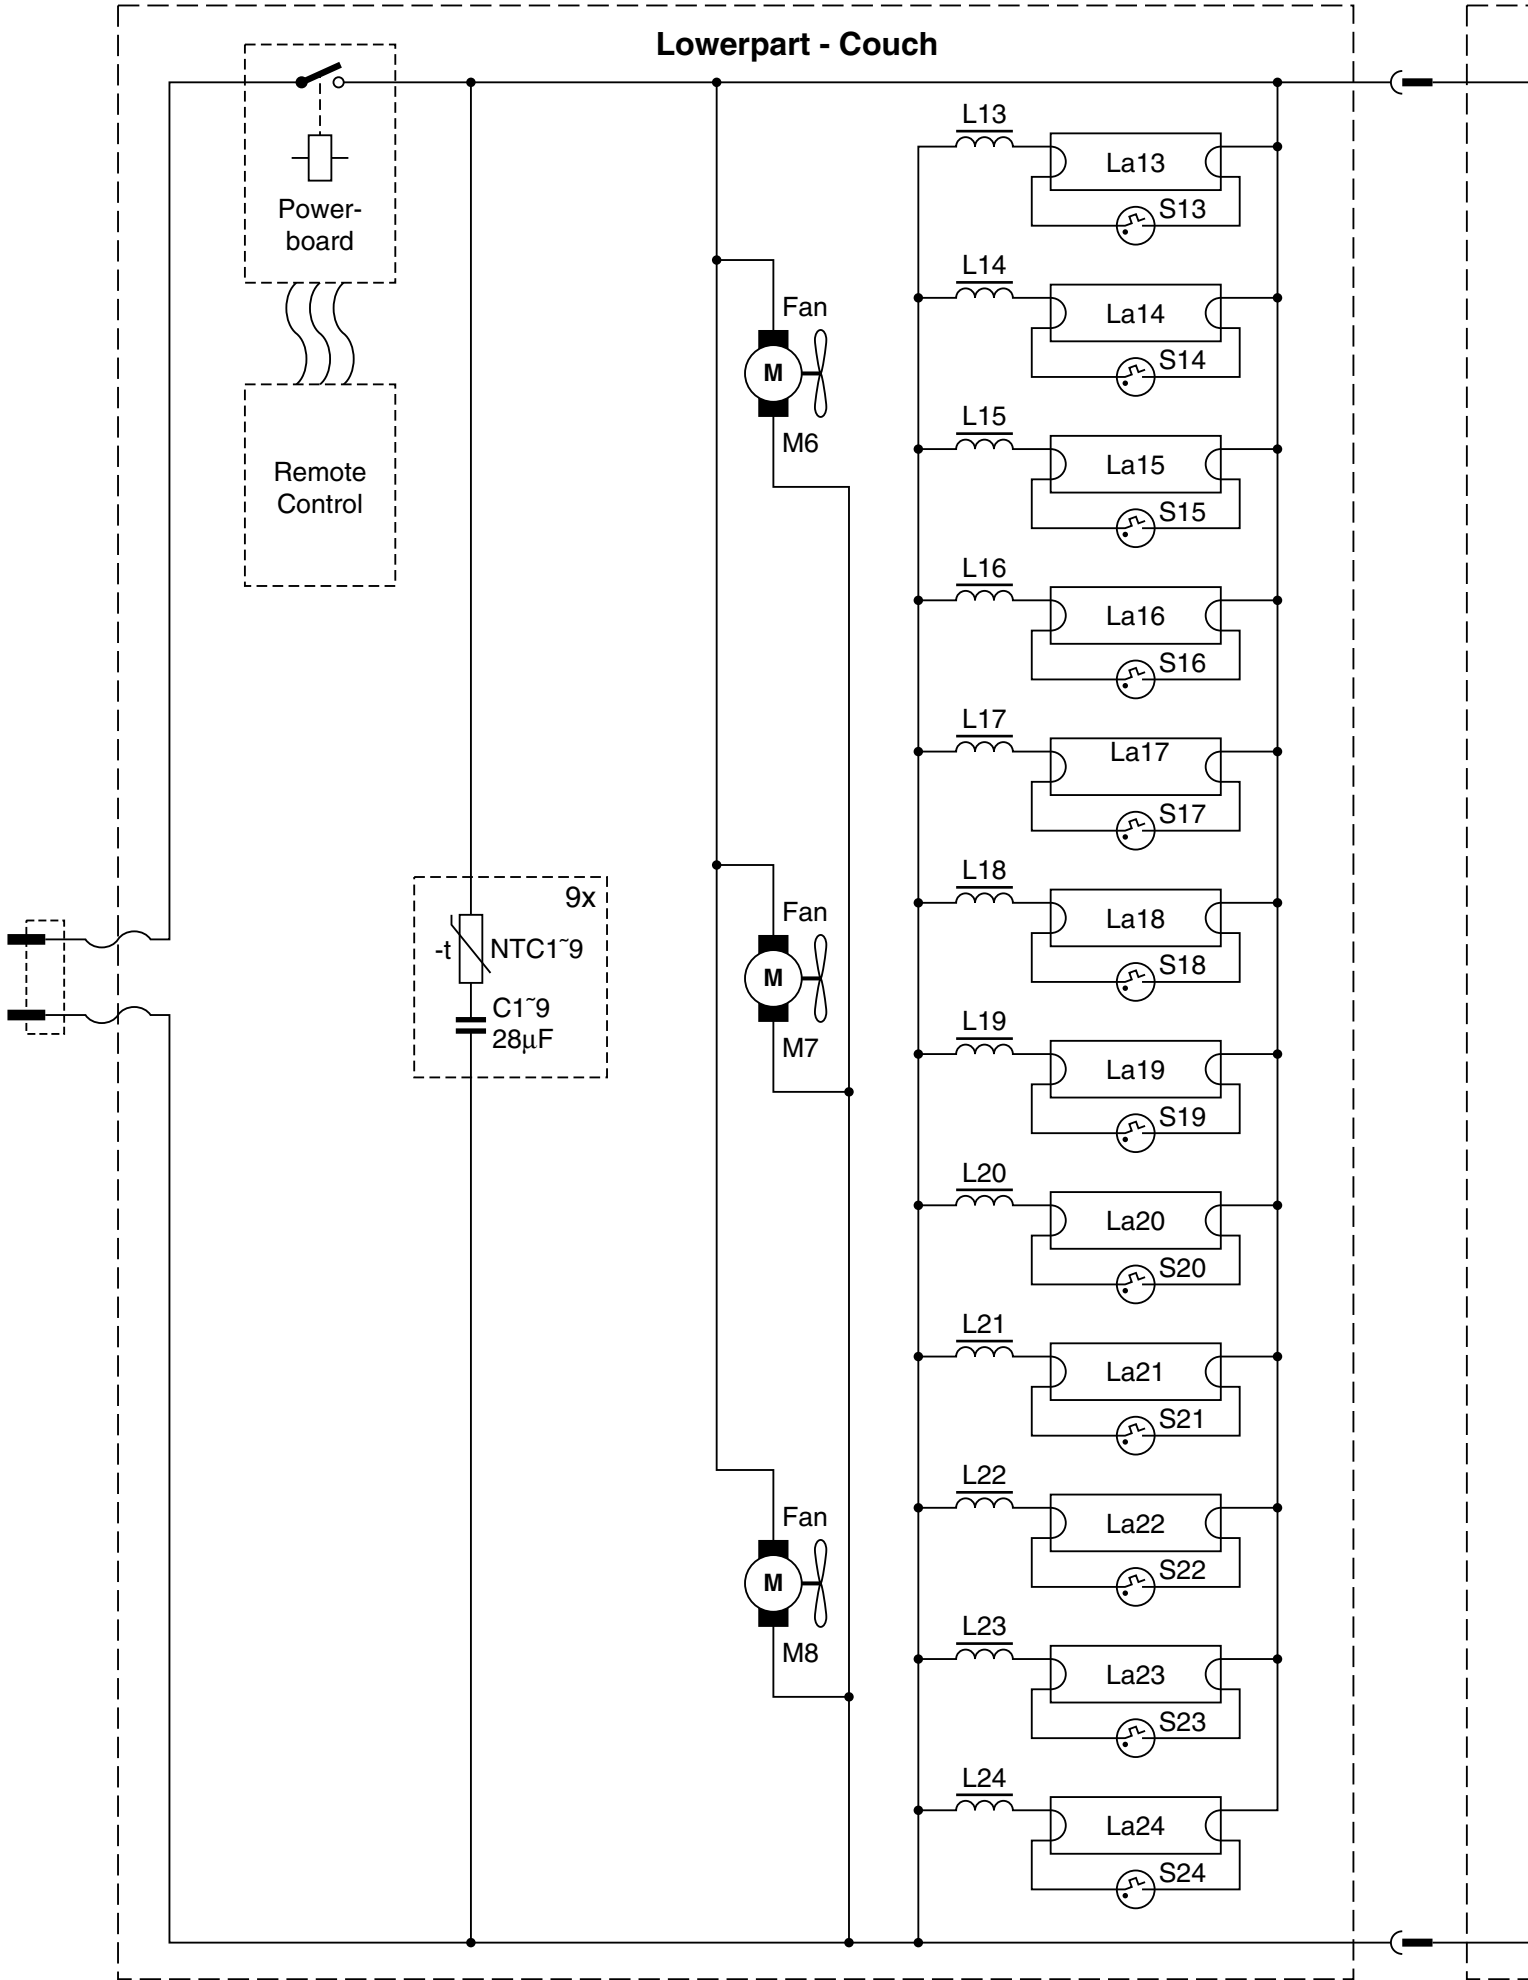 Lowerpart - Couch
Power-
board
Remote
Control
9x
-t
NTC1˜9
C1˜9
28µF
Fan
M
M6
Fan
M
M7
Fan
M
M8
L13
La13
S13
L14
La14
S14
L15
La15
S15
L16
La16
S16
L17
La17
S17
L18
La18
S18
L19
La19
S19
L20
La20
S20
L21
La21
S21
L22
La22
S22
L23
La23
S23
L24
La24
S24